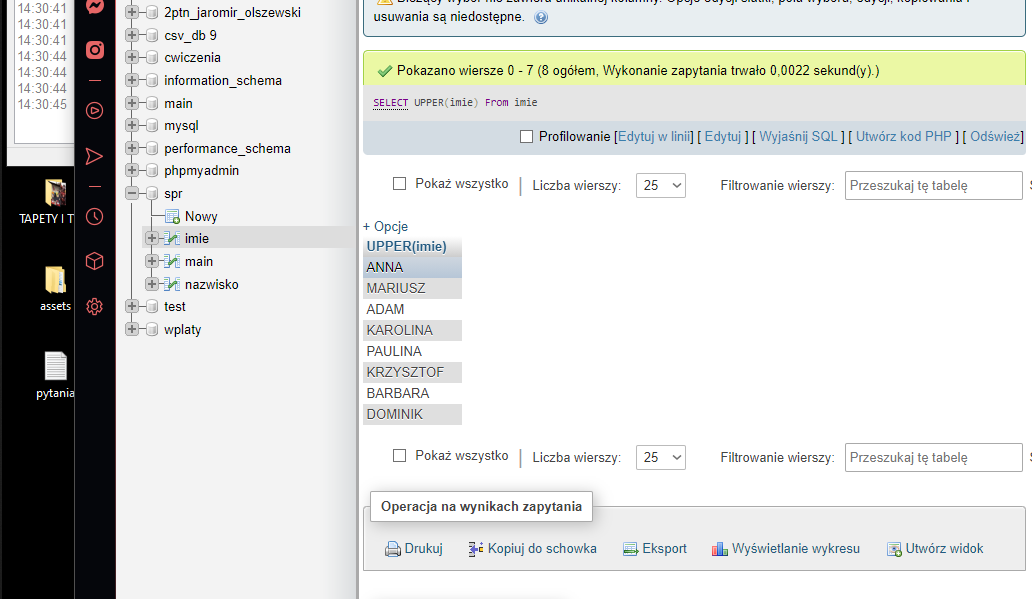 14:30:41
14:30:41
14:30:41
14:30:44
14:30:44
14:30:44
14:30:45
TAPETY I T
assets
pytania
2ptn_jaromir_olszewski
csv_db 9
cwiczenia
information_schema
main
mysql
performance_schema
phpmyadmin
spr
Nowy
imie
main
nazwisko
test
wplaty
usuwania są niedostępne.
Pokazano wiersze 0 - 7 (8 ogółem, Wykonanie zapytania trwało 0,0022 sekund(y).)
SELECT UPPER(imie) From imie
Profilowanie [Edytuj w linii] [ Edytuj ] [ Wyjaśnij SQL ] [ Utwórz kod PHP ] [ Odśwież]
Pokaż wszystko | Liczba wierszy: 25 Filtrowanie wierszy: Przeszukaj tę tabelę
+ Opcje
UPPER(imie)
ANNA
MARIUSZ
ADAM
KAROLINA
PAULINA
KRZYSZTOF
BARBARA
DOMINIK
Pokaż wszystko | Liczba wierszy: 25 Filtrowanie wierszy: Przeszukaj tę tabelę
Operacja na wynikach zapytania
Drukuj Kopiuj do schowka Eksport Wyświetlanie wykresu Utwórz widok